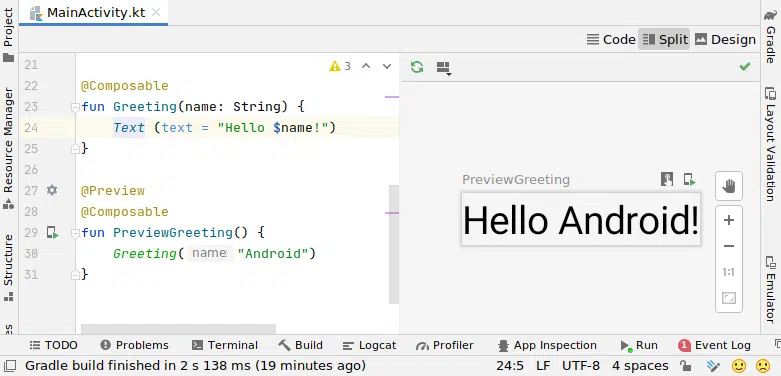 MainActivity.kt
Project
Resource Manager
Structure
Code Split Design
3
21
22 @Composable
23 fun Greeting(name: String) {
24 Text (text = "Hello $name!")
25 }
26
27 @Preview
28 @Composable
29 fun PreviewGreeting() {
30 Greeting( name: "Android")
31 }
PreviewGreeting
Hello Android!
1:1
Gradle
Layout Validation
Emulator
TODO Problems Terminal Build Logcat Profiler App Inspection Run 1 Event Log
Gradle build finished in 2 s 138 ms (19 minutes ago) 24:5 LF UTF-8 4 spaces